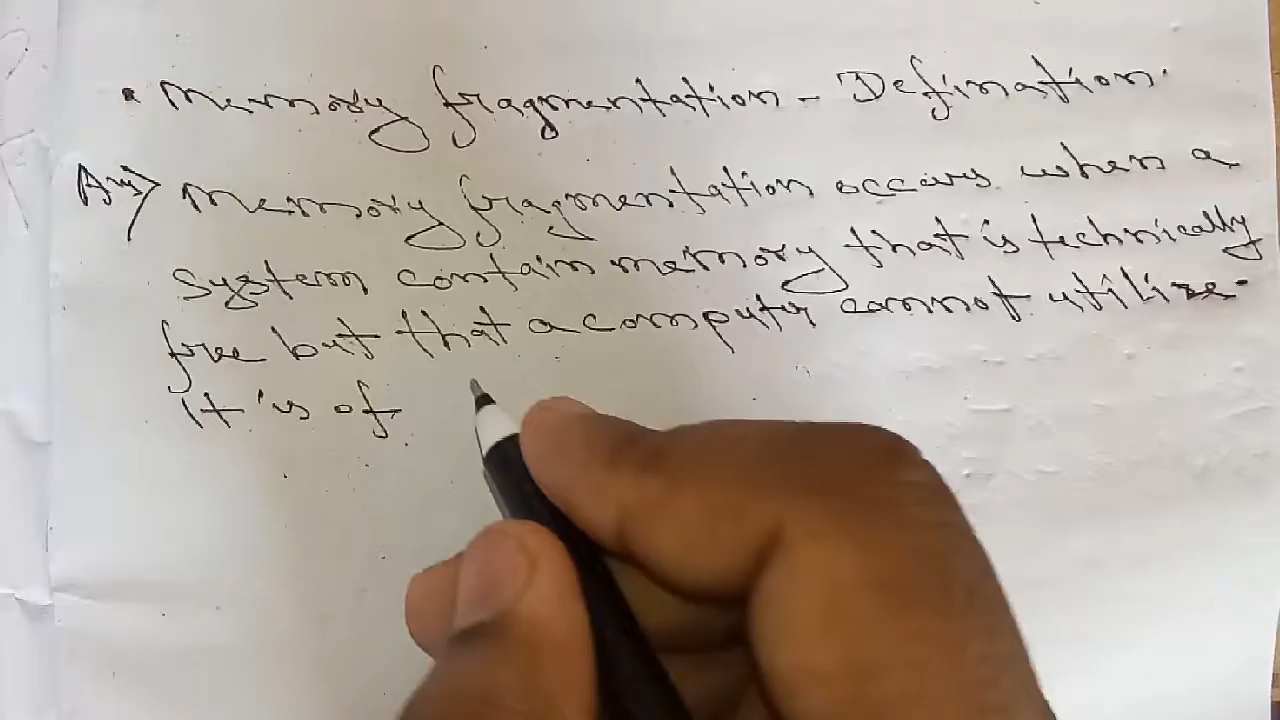 • Memory fragmentation - Defination.
Ans) Memory fragmentation occurs when a
system contain memory that is technically
free but that a computer cannot utilize.
It is of